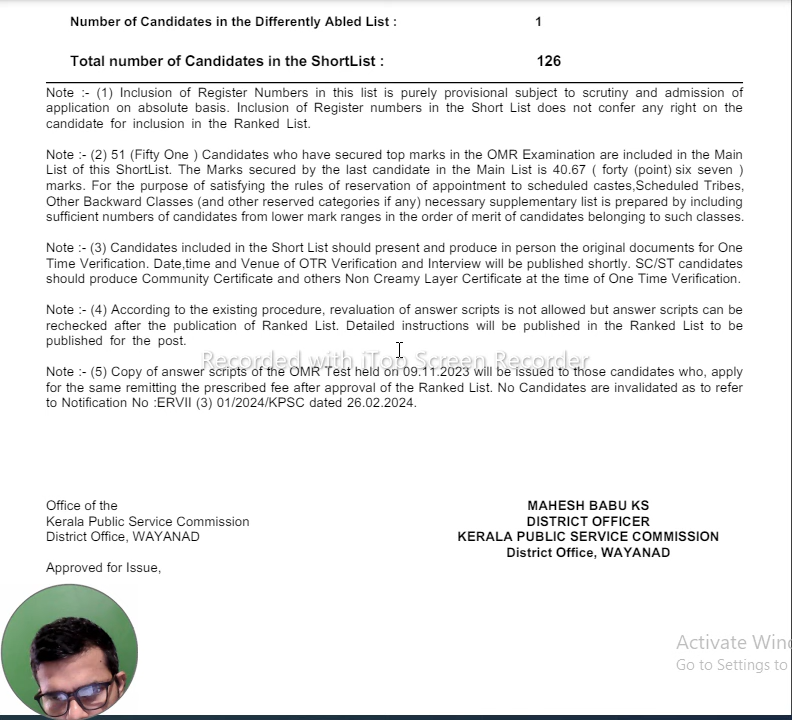 Number of Candidates in the Differently Abled List : 1
Total number of Candidates in the ShortList : 126
Note :- (1) Inclusion of Register Numbers in this list is purely provisional subject to scrutiny and admission of
application on absolute basis. Inclusion of Register numbers in the Short List does not confer any right on the
candidate for inclusion in the Ranked List.
Note :- (2) 51 (Fifty One ) Candidates who have secured top marks in the OMR Examination are included in the Main
List of this ShortList. The Marks secured by the last candidate in the Main List is 40.67 ( forty (point) six seven )
marks. For the purpose of satisfying the rules of reservation of appointment to scheduled castes,Scheduled Tribes,
Other Backward Classes (and other reserved categories if any) necessary supplementary list is prepared by including
sufficient numbers of candidates from lower mark ranges in the order of merit of candidates belonging to such classes.
Note :- (3) Candidates included in the Short List should present and produce in person the original documents for One
Time Verification. Date,time and Venue of OTR Verification and Interview will be published shortly. SC/ST candidates
should produce Community Certificate and others Non Creamy Layer Certificate at the time of One Time Verification.
Note :- (4) According to the existing procedure, revaluation of answer scripts is not allowed but answer scripts can be
rechecked after the publication of Ranked List. Detailed instructions will be published in the Ranked List to be
published for the post.
Recorded with iTop Screen Recorder
Note :- (5) Copy of answer scripts of the OMR Test held on 09.11.2023 will be issued to those candidates who, apply
for the same remitting the prescribed fee after approval of the Ranked List. No Candidates are invalidated as to refer
to Notification No :ERVII (3) 01/2024/KPSC dated 26.02.2024.
Office of the
Kerala Public Service Commission
District Office, WAYANAD
Approved for Issue,
MAHESH BABU KS
DISTRICT OFFICER
KERALA PUBLIC SERVICE COMMISSION
District Office, WAYANAD
Activate Win
Go to Settings to